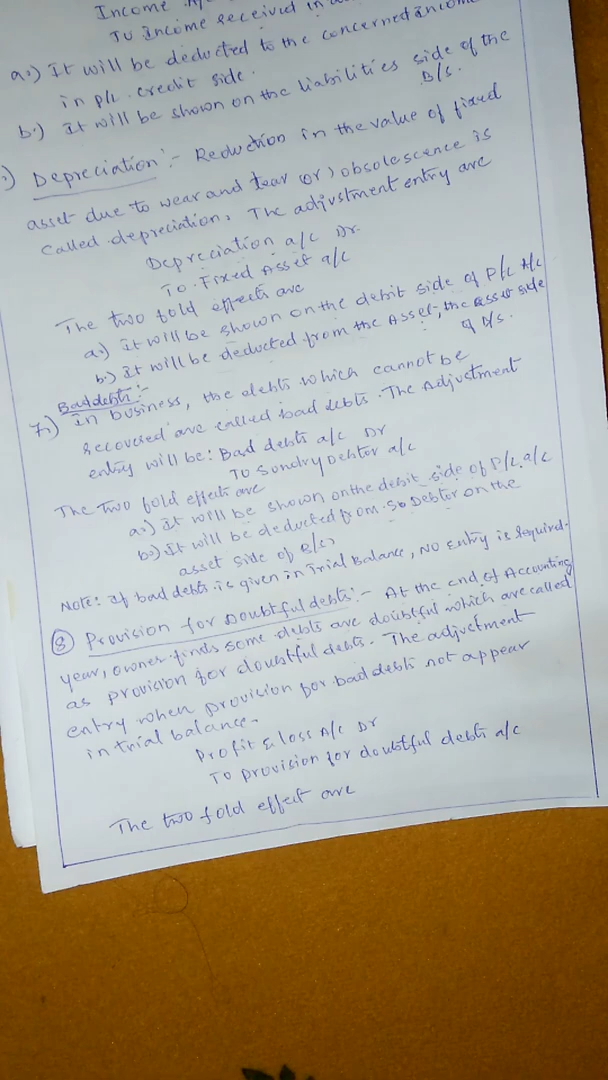 Income
To Income received in
a.) It will be deducted to the concerned income
in p/L credit side.
b.) It will be shown on the liabilities side of the
B/s.
) Depreciation :- Reduction in the value of fixed
asset due to wear and tear (or) obsolescence is
called depreciation. The adjustment entry are
Depreciation a/c Dr.
To Fixed Asset a/c
The two fold effects are
a.) It will be shown on the debit side of P/L A/c
b.) It will be deducted from the Asset, the asset side
of B/s.
Bad debts :-
7.) In business, the debts which cannot be
recovered are called bad debts. The Adjustment
entry will be: Bad debts a/c Dr
To Sundry Debtor a/c
The Two fold effect are
a.) It will be shown on the debit side of P/L a/c
b.) It will be deducted from Debtor on the
asset side of B/s
Note: If bad debts is given in Trial Balance, No entry is required.
(8) Provision for Doubtful debts :- At the end of Accounting
year, owner finds some debts are doubtful which are called
as provision for doubtful debts. The adjustment
entry when provision for bad debts not appear
in trial balance.
Profit & loss A/c Dr
To provision for doubtful debts a/c
The two fold effect are